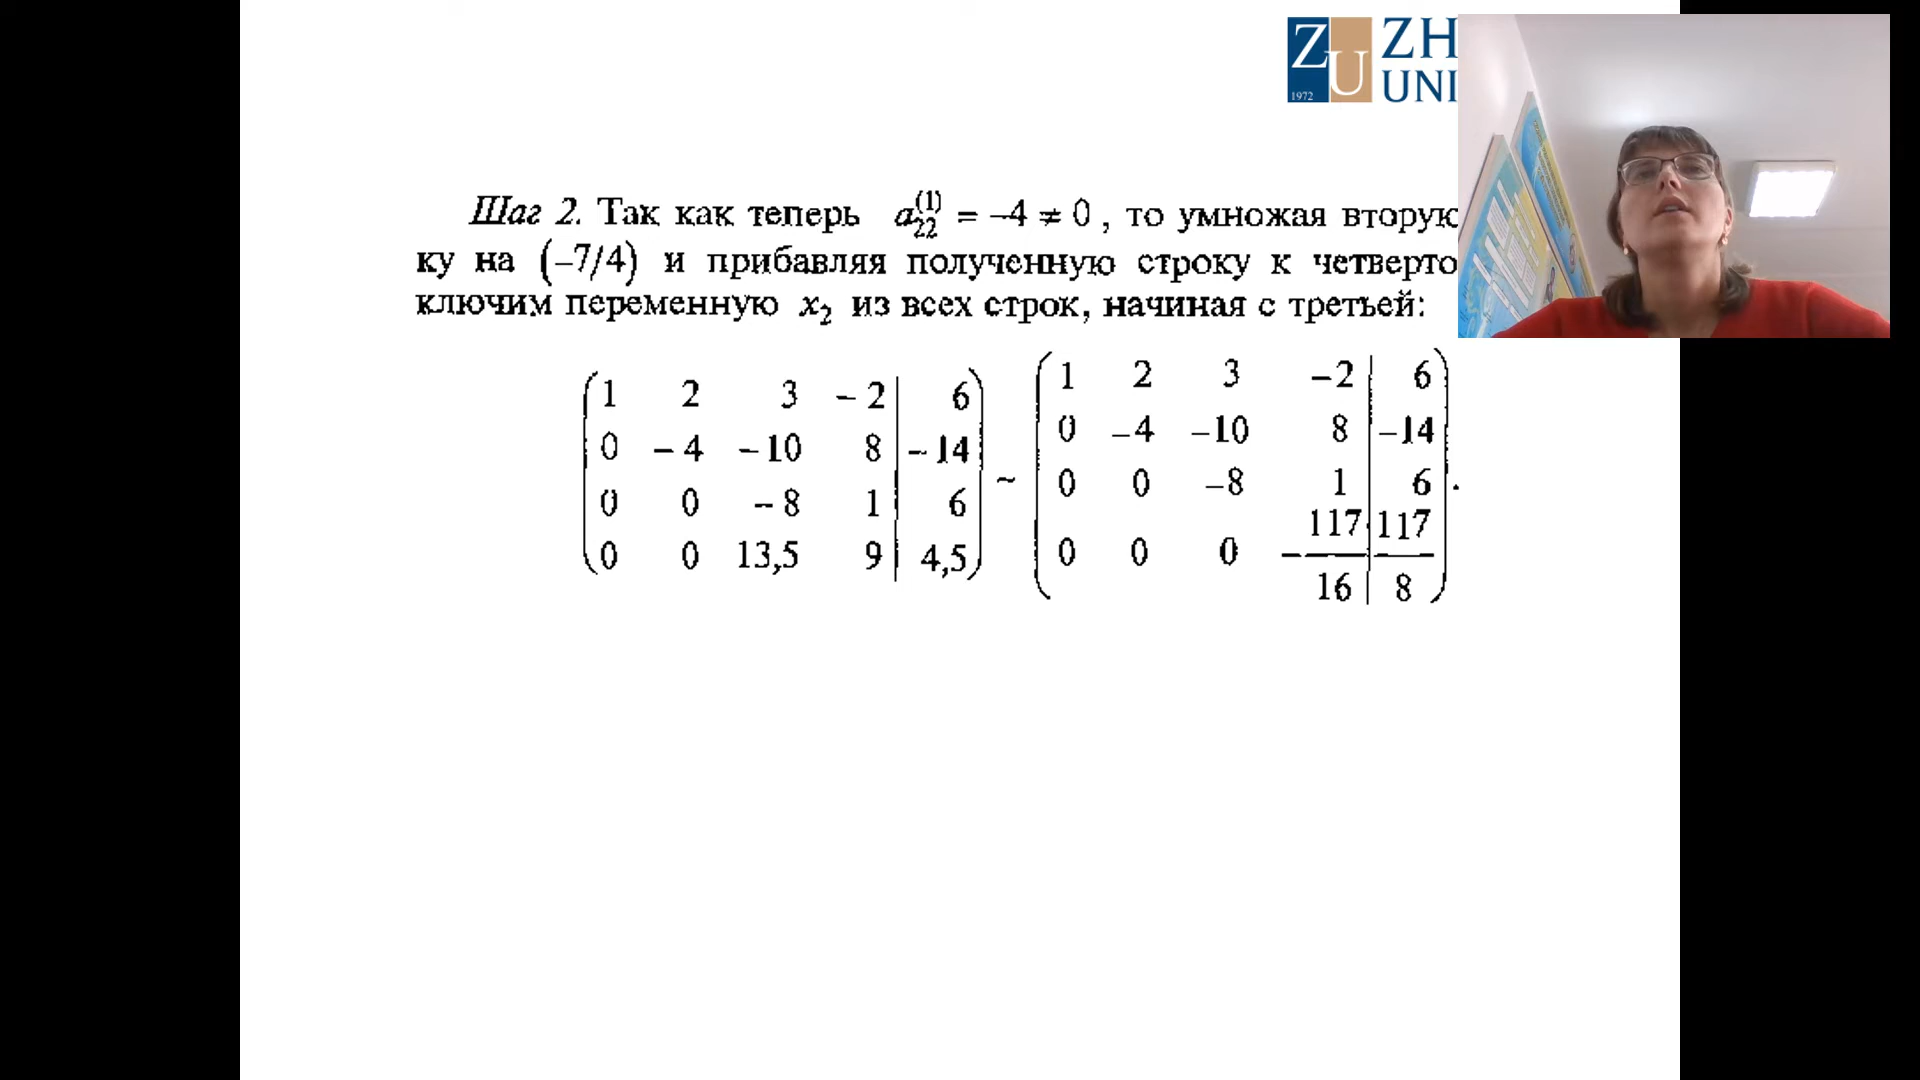 ZU ZH
1972 UNI
Шаг 2. Так как теперь a₂₂⁽¹⁾ = –4 ≠ 0 , то умножая вторую
ку на (–7/4) и прибавляя полученную строку к четверто
ключим переменную x₂ из всех строк, начиная с третьей:
( 1 2 3 – 2 | 6 ) ~ ( 1 2 3 –2 | 6 ) .
( 0 – 4 – 10 8 | – 14 ) ( 0 –4 –10 8 | –14 )
( 0 0 – 8 1 | 6 ) ( 0 0 –8 1 | 6 )
( 0 0 13,5 9 | 4,5 ) ( 0 0 0 –117/16 | 117/8 )